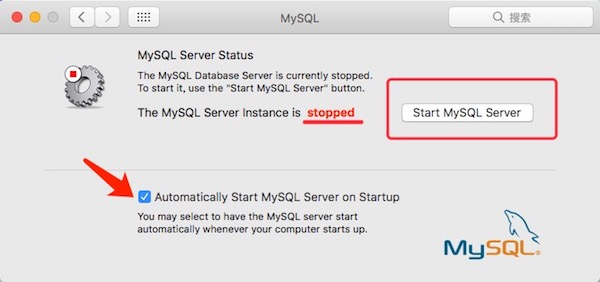 MySQL
搜索
MySQL Server Status
The MySQL Database Server is currently stopped.
To start it, use the "Start MySQL Server" button.
The MySQL Server Instance is stopped
Start MySQL Server
Automatically Start MySQL Server on Startup
You may select to have the MySQL server start
automatically whenever your computer starts up.
MySQL®